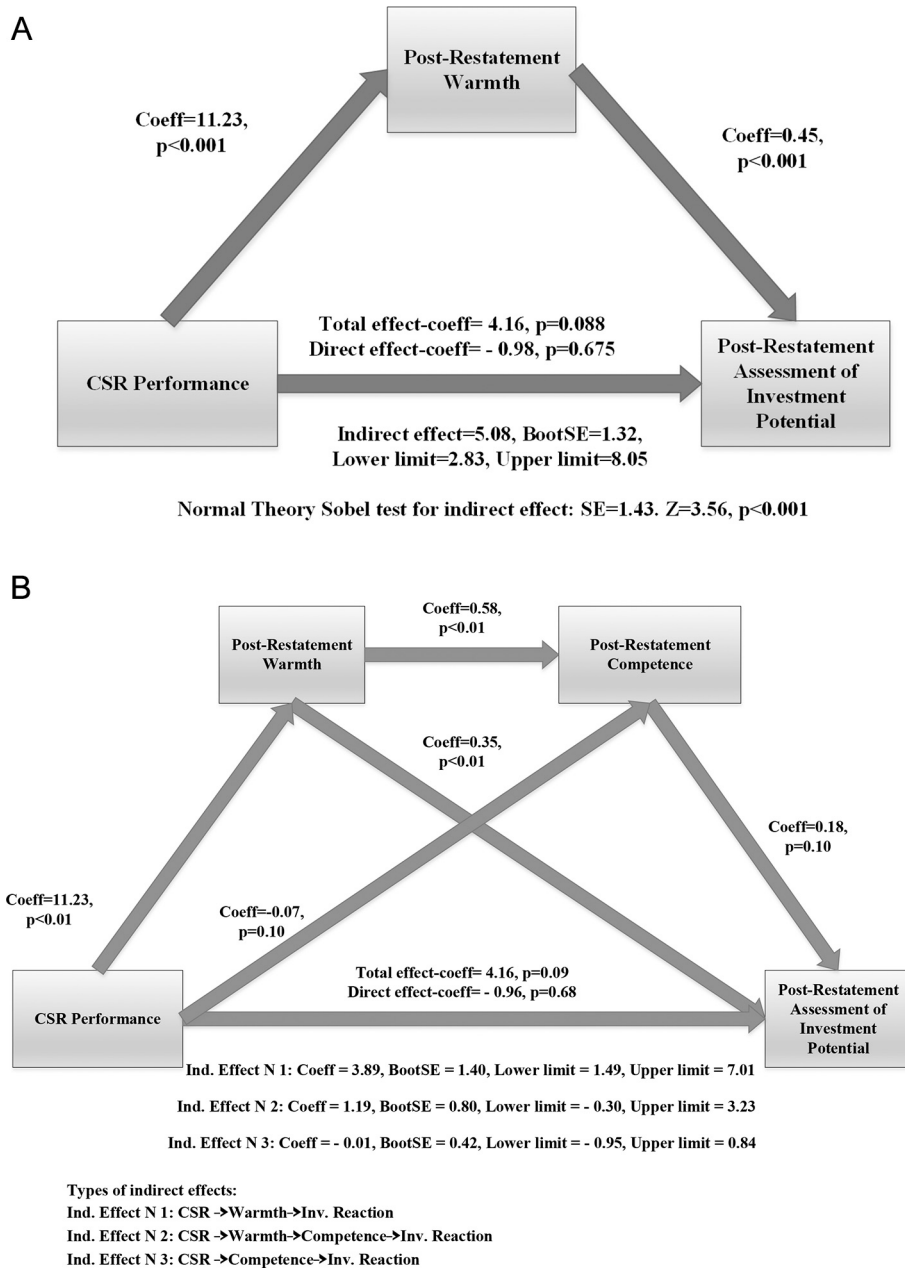 A
Post-Restatement
Warmth
Coeff=11.23,
p<0.001
Coeff=0.45,
p<0.001
Total effect-coeff= 4.16, p=0.088
Direct effect-coeff= - 0.98, p=0.675
CSR Performance
Post-Restatement
Assessment of
Investment
Potential
Indirect effect=5.08, BootSE=1.32,
Lower limit=2.83, Upper limit=8.05
Normal Theory Sobel test for indirect effect: SE=1.43. Z=3.56, p<0.001
B
Coeff=0.58,
p<0.01
Post-Restatement
Warmth
Post-Restatement
Competence
Coeff=0.35,
p<0.01
Coeff=0.18,
p=0.10
Coeff=11.23,
p<0.01
Coeff=-0.07,
p=0.10
Total effect-coeff= 4.16, p=0.09
Direct effect-coeff= - 0.96, p=0.68
CSR Performance
Post-Restatement
Assessment of
Investment
Potential
Ind. Effect N 1: Coeff = 3.89, BootSE = 1.40, Lower limit = 1.49, Upper limit = 7.01
Ind. Effect N 2: Coeff = 1.19, BootSE = 0.80, Lower limit = - 0.30, Upper limit = 3.23
Ind. Effect N 3: Coeff = - 0.01, BootSE = 0.42, Lower limit = - 0.95, Upper limit = 0.84
Types of indirect effects:
Ind. Effect N 1: CSR →Warmth→Inv. Reaction
Ind. Effect N 2: CSR →Warmth→Competence→Inv. Reaction
Ind. Effect N 3: CSR →Competence→Inv. Reaction